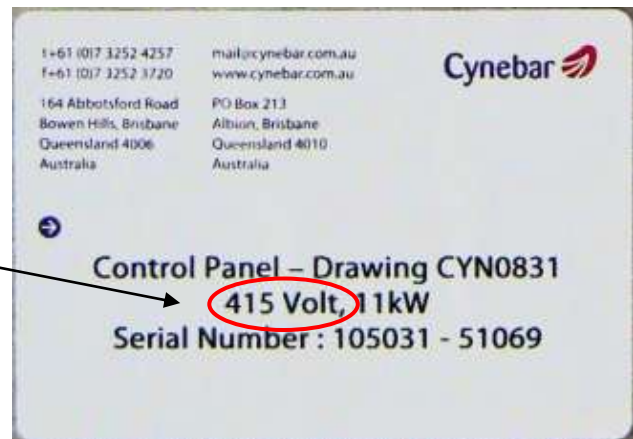 t+61 (0)7 3252 4257
f+61 (0)7 3252 3720
164 Abbotsford Road
Bowen Hills, Brisbane
Queensland 4006
Australia
mail@cynebar.com.au
www.cynebar.com.au
PO Box 213
Albion, Brisbane
Queensland 4010
Australia
Cynebar
Control Panel – Drawing CYN0831
415 Volt, 11kW
Serial Number : 105031 - 51069